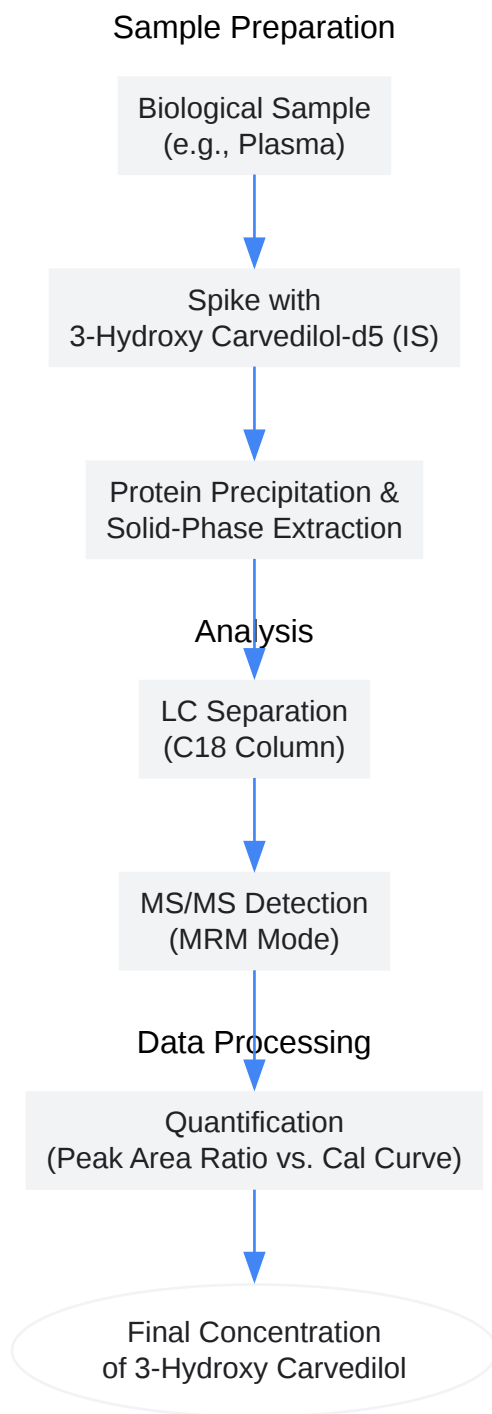 Sample Preparation
Biological Sample
(e.g., Plasma)
Spike with
3-Hydroxy Carvedilol-d5 (IS)
Protein Precipitation &
Solid-Phase Extraction
Analysis
LC Separation
(C18 Column)
MS/MS Detection
(MRM Mode)
Data Processing
Quantification
(Peak Area Ratio vs. Cal Curve)
Final Concentration
of 3-Hydroxy Carvedilol